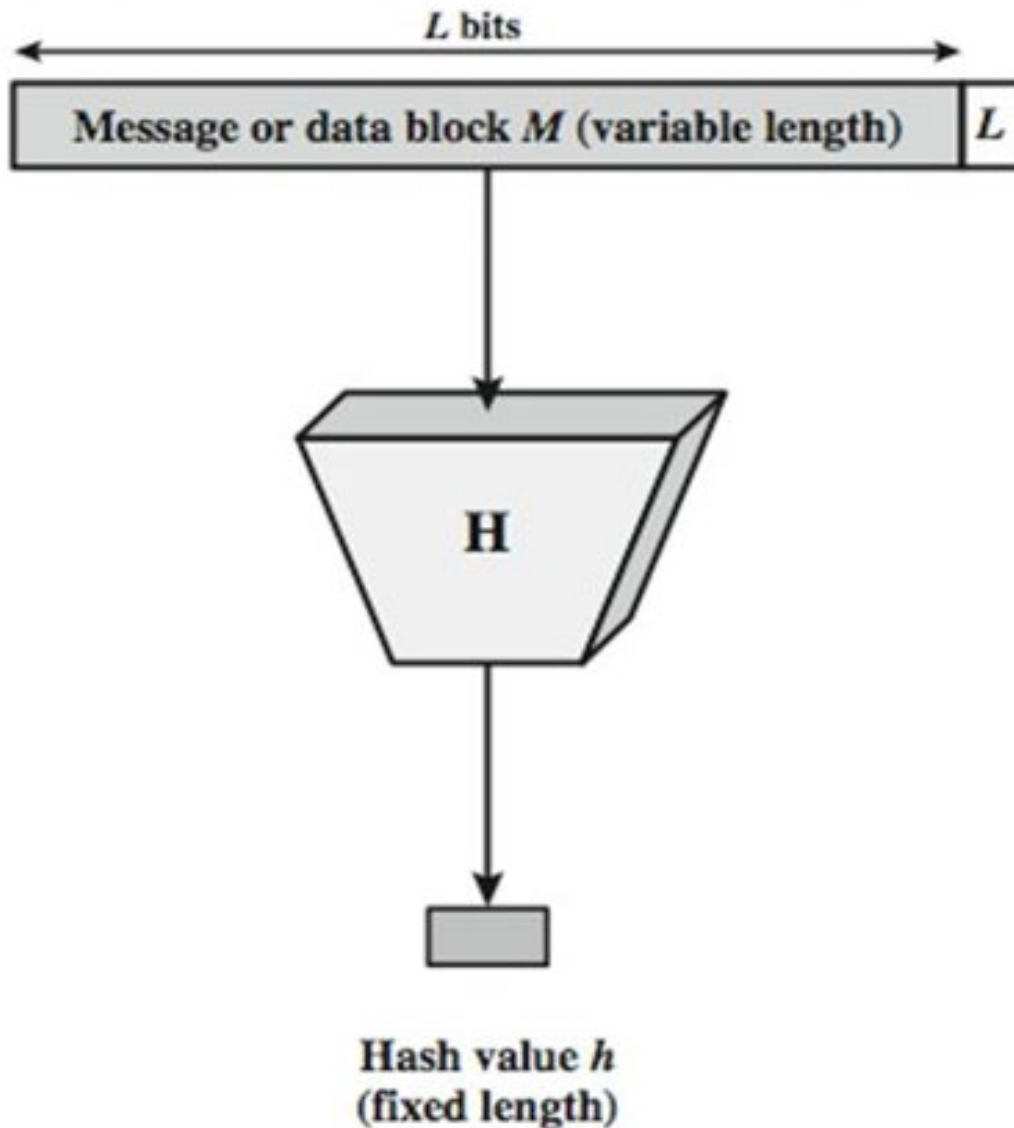 L bits
Message or data block M (variable length) L
H
Hash value h
(fixed length)